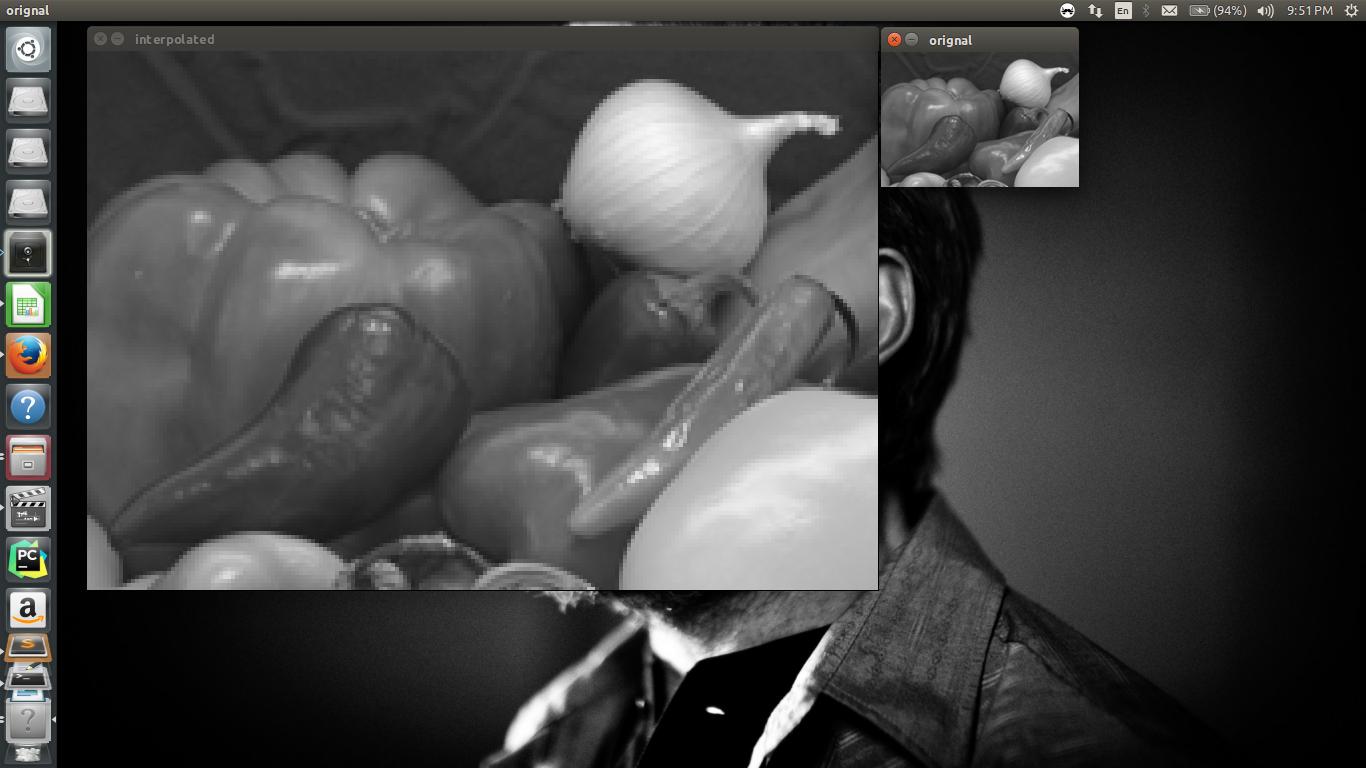 orignal
En
(94%)
9:51 PM
interpolated
orignal
?
PC
a
S
>_
?